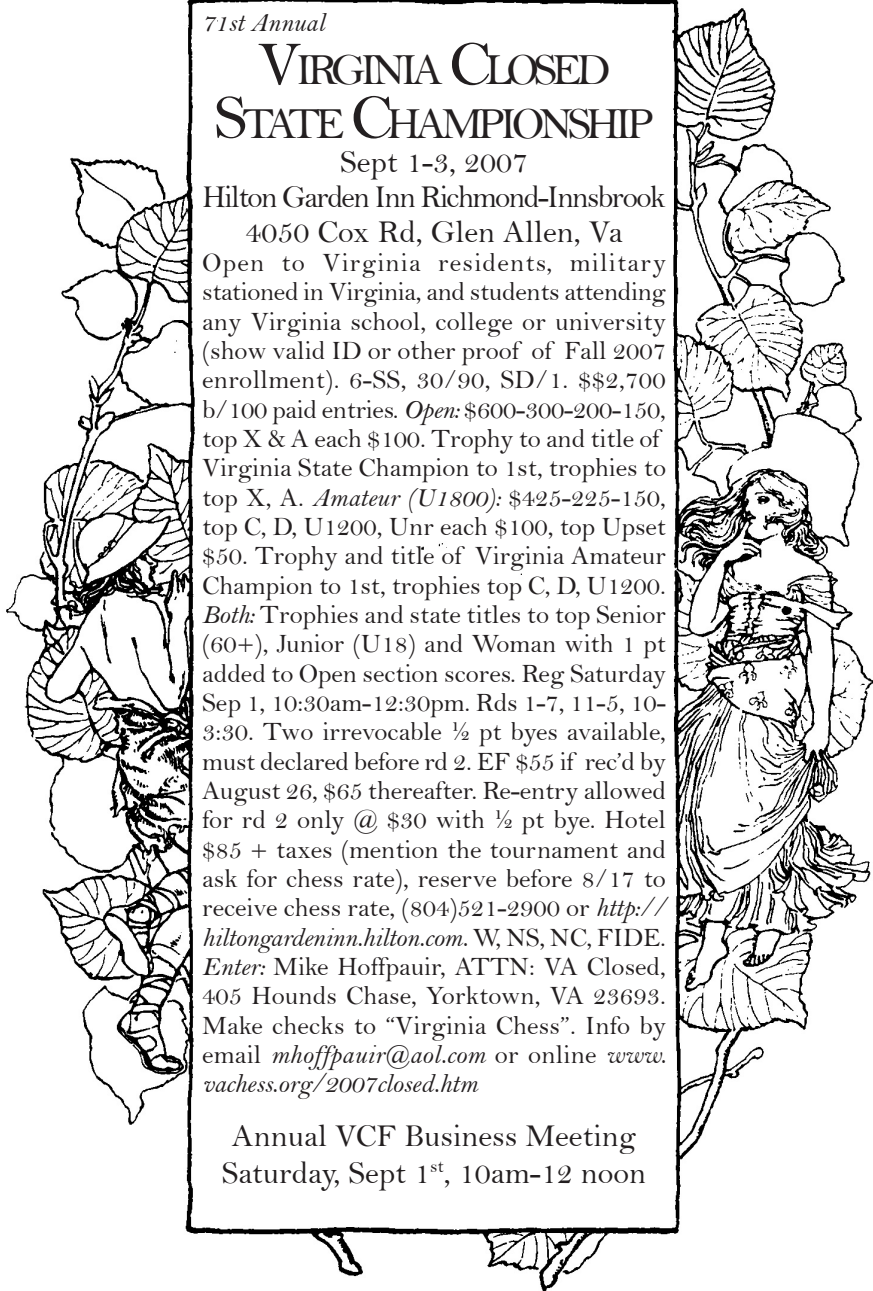 71st Annual
Virginia Closed
State Championship
Sept 1-3, 2007
Hilton Garden Inn Richmond-Innsbrook
4050 Cox Rd, Glen Allen, Va
Open to Virginia residents, military
stationed in Virginia, and students attending
any Virginia school, college or university
(show valid ID or other proof of Fall 2007
enrollment). 6-SS, 30/90, SD/1. $$2,700
b/100 paid entries. Open: $600-300-200-150,
top X & A each $100. Trophy to and title of
Virginia State Champion to 1st, trophies to
top X, A. Amateur (U1800): $425-225-150,
top C, D, U1200, Unr each $100, top Upset
$50. Trophy and title of Virginia Amateur
Champion to 1st, trophies top C, D, U1200.
Both: Trophies and state titles to top Senior
(60+), Junior (U18) and Woman with 1 pt
added to Open section scores. Reg Saturday
Sep 1, 10:30am-12:30pm. Rds 1-7, 11-5, 10-
3:30. Two irrevocable ½ pt byes available,
must declared before rd 2. EF $55 if rec'd by
August 26, $65 thereafter. Re-entry allowed
for rd 2 only @ $30 with ½ pt bye. Hotel
$85 + taxes (mention the tournament and
ask for chess rate), reserve before 8/17 to
receive chess rate, (804)521-2900 or http://
hiltongardeninn.hilton.com. W, NS, NC, FIDE.
Enter: Mike Hoffpauir, ATTN: VA Closed,
405 Hounds Chase, Yorktown, VA 23693.
Make checks to “Virginia Chess”. Info by
email mhoffpauir@aol.com or online www.
vachess.org/2007closed.htm
Annual VCF Business Meeting
Saturday, Sept 1st, 10am-12 noon